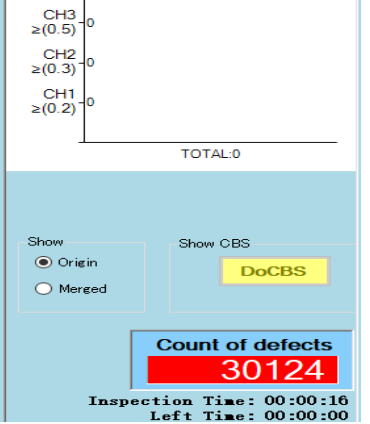 CH3
≥(0.5) 0
CH2
≥(0.3) 0
CH1
≥(0.2) 0
TOTAL:0
Show
Origin
Merged
Show CBS
DoCBS
Count of defects
30124
Inspection Time: 00:00:16
Left Time: 00:00:00